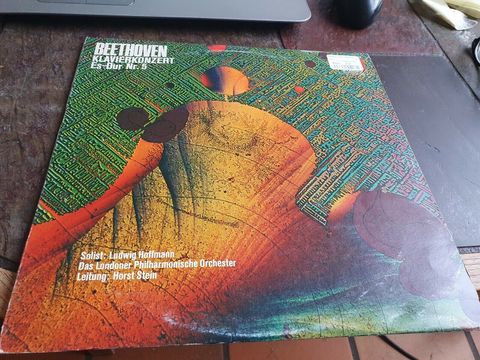 BEETHOVEN
KLAVIERKONZERT
Es-Dur Nr. 5
Solist: Ludwig Hoffmann
Das Londoner Philharmonische Orchester
Leitung: Horst Stein